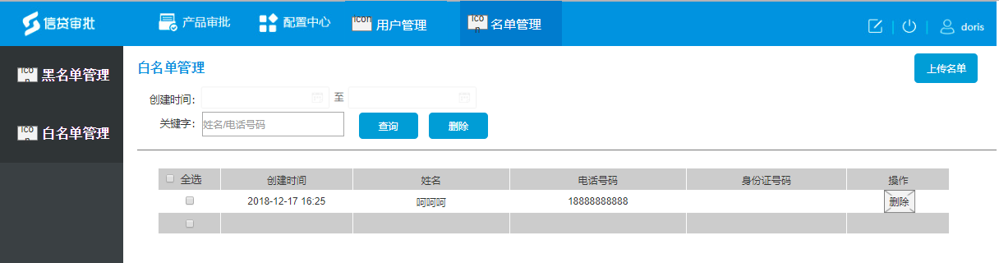 信贷审批 产品审批 配置中心 icon 用户管理 icon 名单管理 doris
icon 黑名单管理
icon 白名单管理
白名单管理 上传名单
创建时间: 至
关键字: 姓名/电话号码 查询 删除
全选 创建时间 姓名 电话号码 身份证号码 操作
2018-12-17 16:25 呵呵呵 18888888888 删除